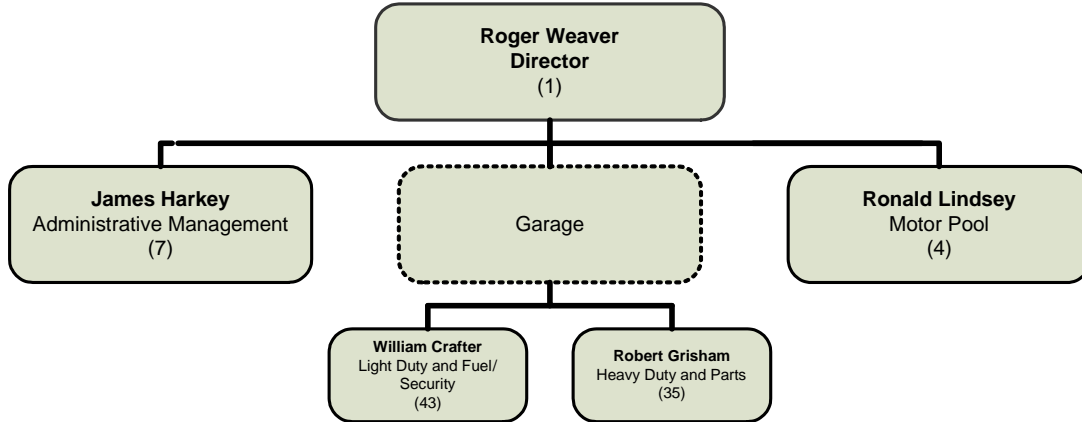 Roger Weaver
Director
(1)
James Harkey
Administrative Management
(7)
Garage
Ronald Lindsey
Motor Pool
(4)
William Crafter
Light Duty and Fuel/
Security
(43)
Robert Grisham
Heavy Duty and Parts
(35)